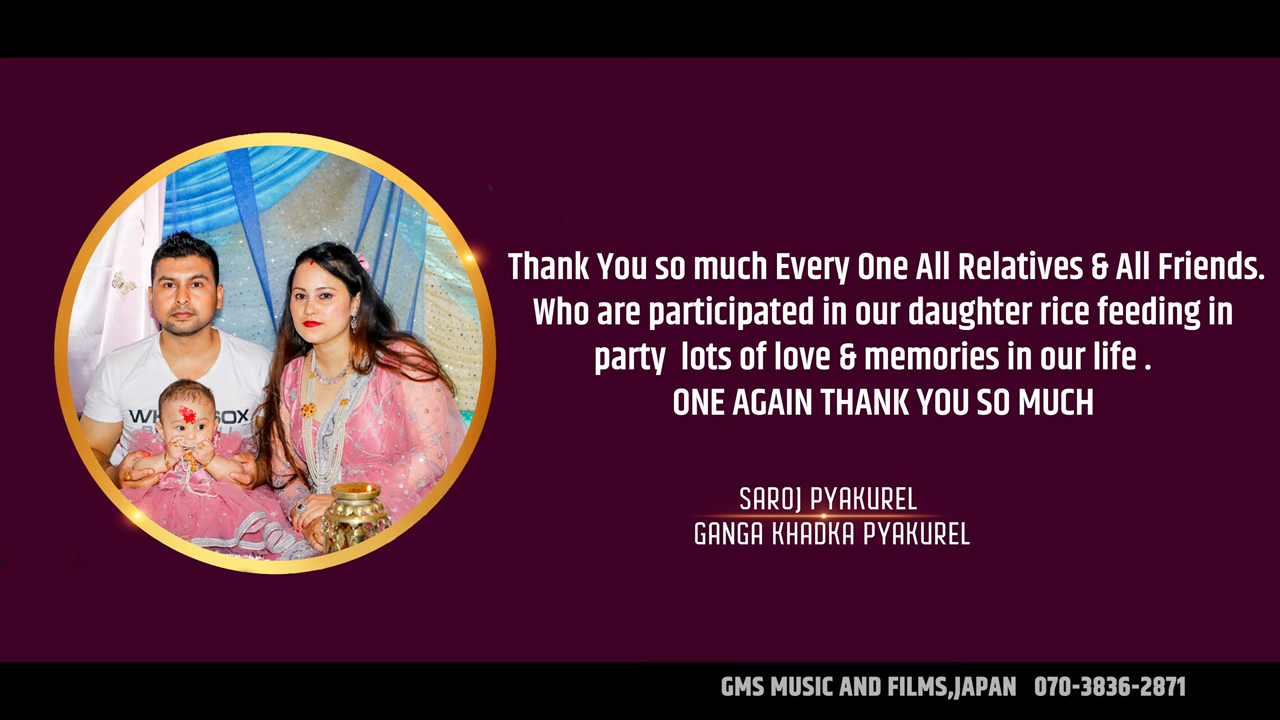 Thank You so much Every One All Relatives & All Friends.
Who are participated in our daughter rice feeding in
party lots of love & memories in our life .
ONE AGAIN THANK YOU SO MUCH
SAROJ PYAKUREL
GANGA KHADKA PYAKUREL
GMS MUSIC AND FILMS,JAPAN 070-3836-2871